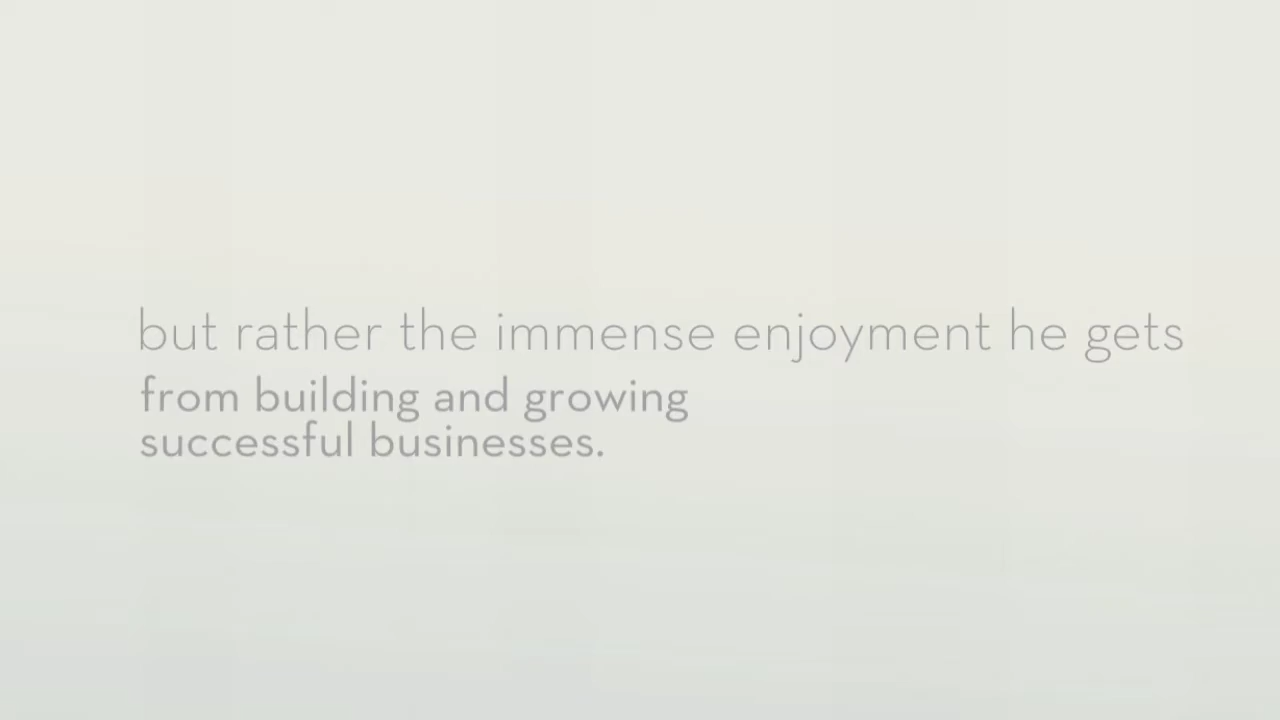 but rather the immense enjoyment he gets
from building and growing
successful businesses.